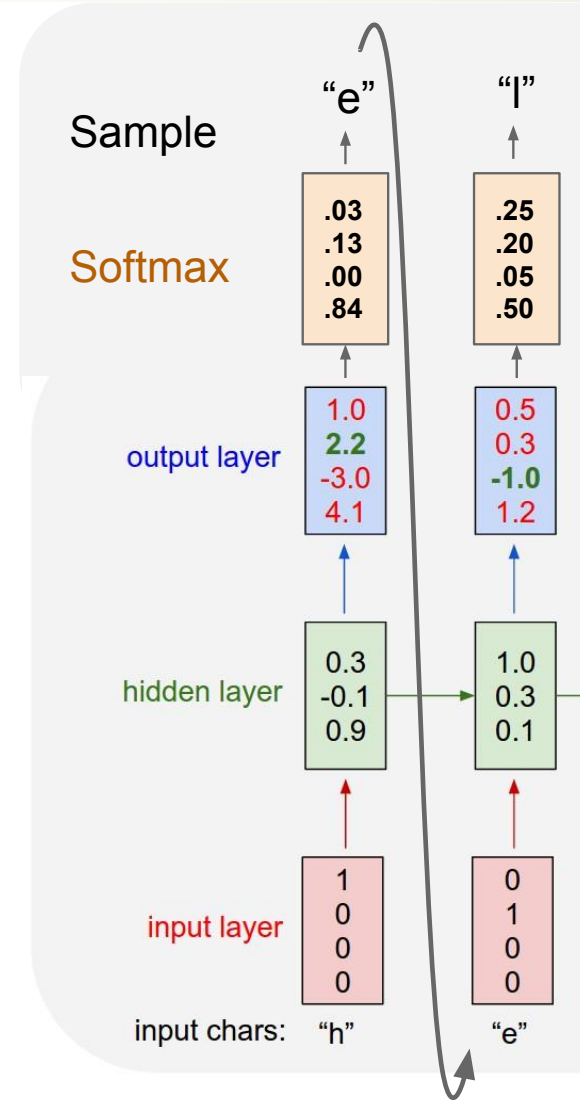 “e” “l”
Sample
.03 .25
.13 .20
Softmax
.00 .05
.84 .50
1.0 0.5
2.2 0.3
output layer
-3.0 -1.0
4.1 1.2
0.3 1.0
hidden layer -0.1 0.3
0.9 0.1
1 0
0 1
input layer
0 0
0 0
input chars: “h” “e”